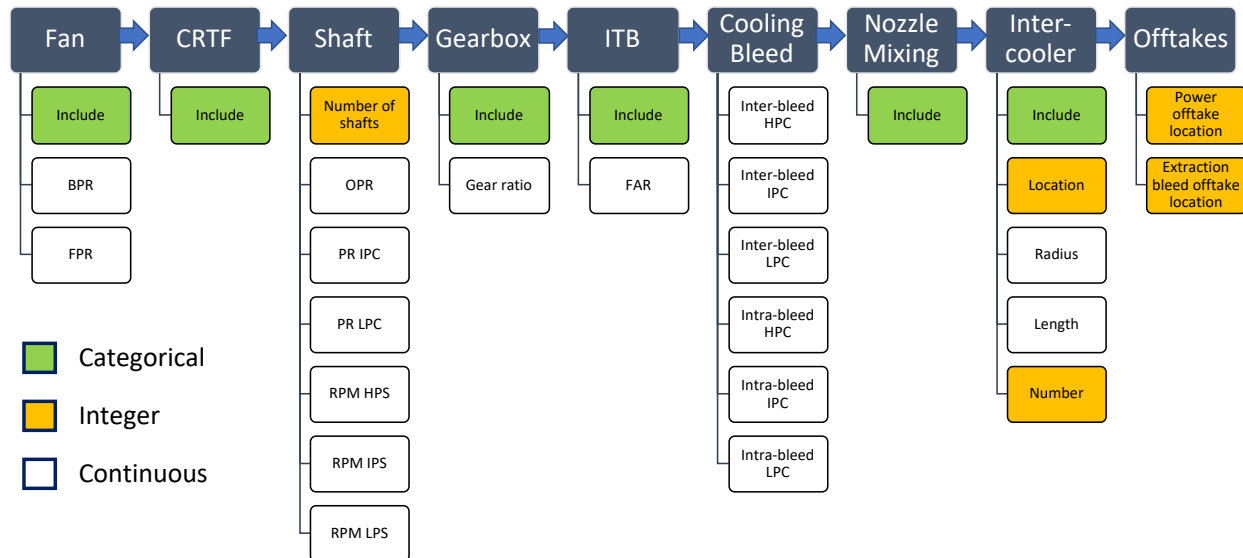 Fan
CRTF
Shaft
Gearbox
ITB
Cooling
Bleed
Nozzle
Mixing
Inter-
cooler
Offtakes
Include
BPR
FPR
Include
Number of
shafts
OPR
PR IPC
PR LPC
RPM HPS
RPM IPS
RPM LPS
Include
Gear ratio
Include
FAR
Inter-bleed
HPC
Inter-bleed
IPC
Inter-bleed
LPC
Intra-bleed
HPC
Intra-bleed
IPC
Intra-bleed
LPC
Include
Include
Location
Radius
Length
Number
Power
offtake
location
Extraction
bleed offtake
location
Categorical
Integer
Continuous